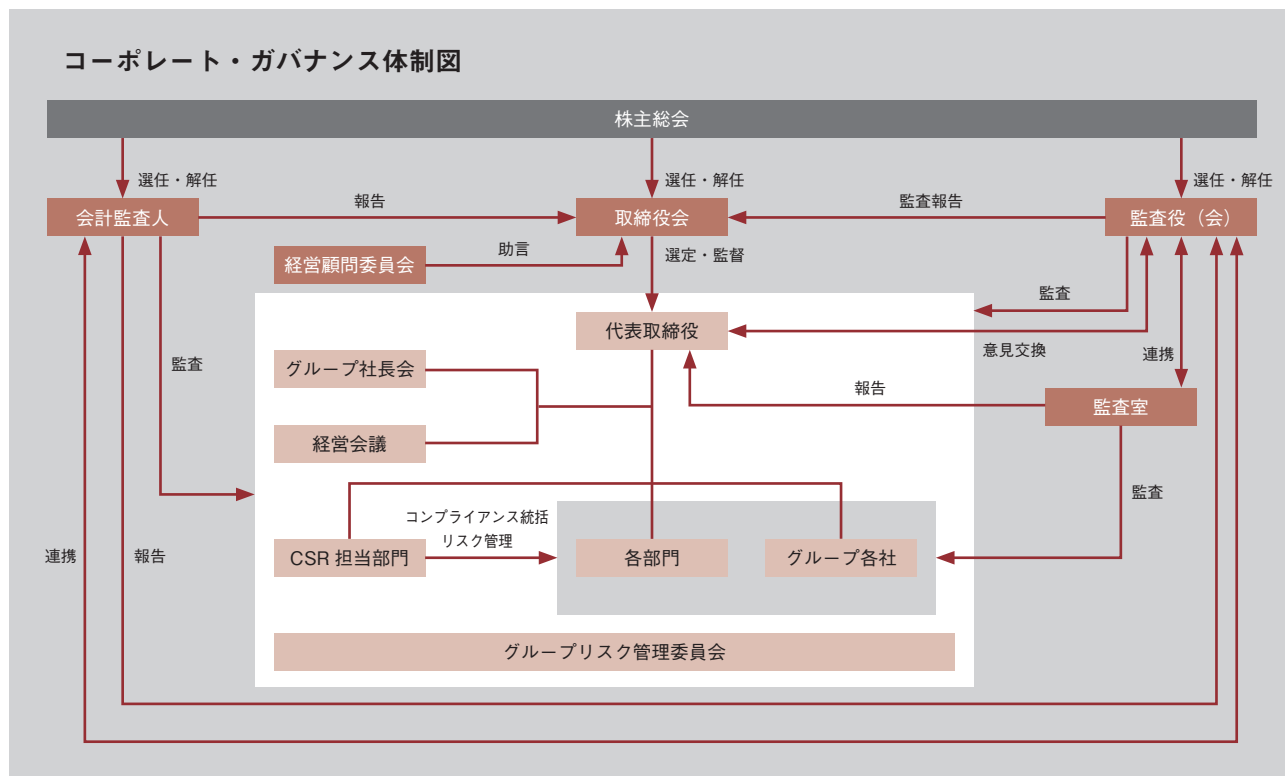 コーポレート・ガバナンス体制図
株主総会
選任・解任
選任・解任
選任・解任
会計監査人
報告
取締役会
監査報告
監査役（会）
経営顧問委員会
助言
選定・監督
監査
代表取締役
意見交換
連携
監査
グループ社長会
報告
監査室
経営会議
監査
コンプライアンス統括
リスク管理
連携
報告
CSR 担当部門
各部門
グループ各社
グループリスク管理委員会